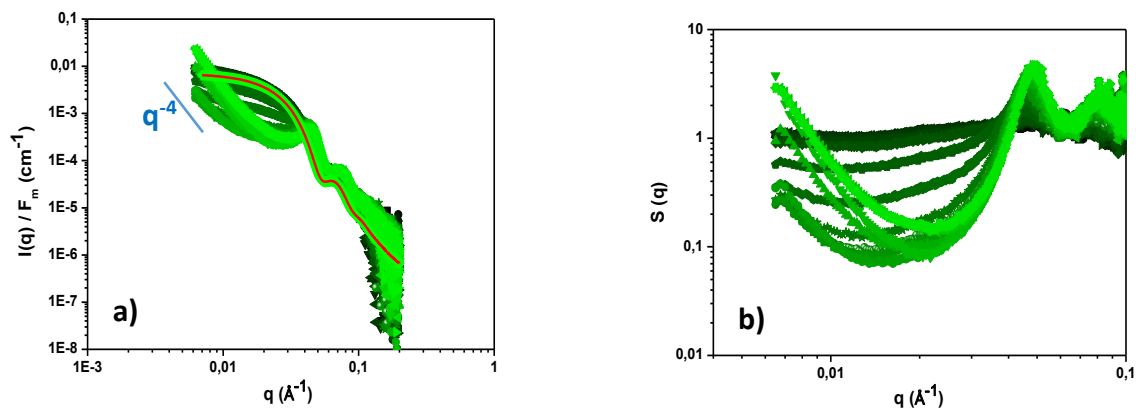 0,1
0,01
1E-3
1E-4
1E-5
1E-6
1E-7
1E-8
I(q) / F_m (cm⁻¹)
q⁻⁴
a)
1E-3
0,01
0,1
1
q (Å⁻¹)
10
1
0,1
0,01
S (q)
b)
0,01
0,1
q (Å⁻¹)